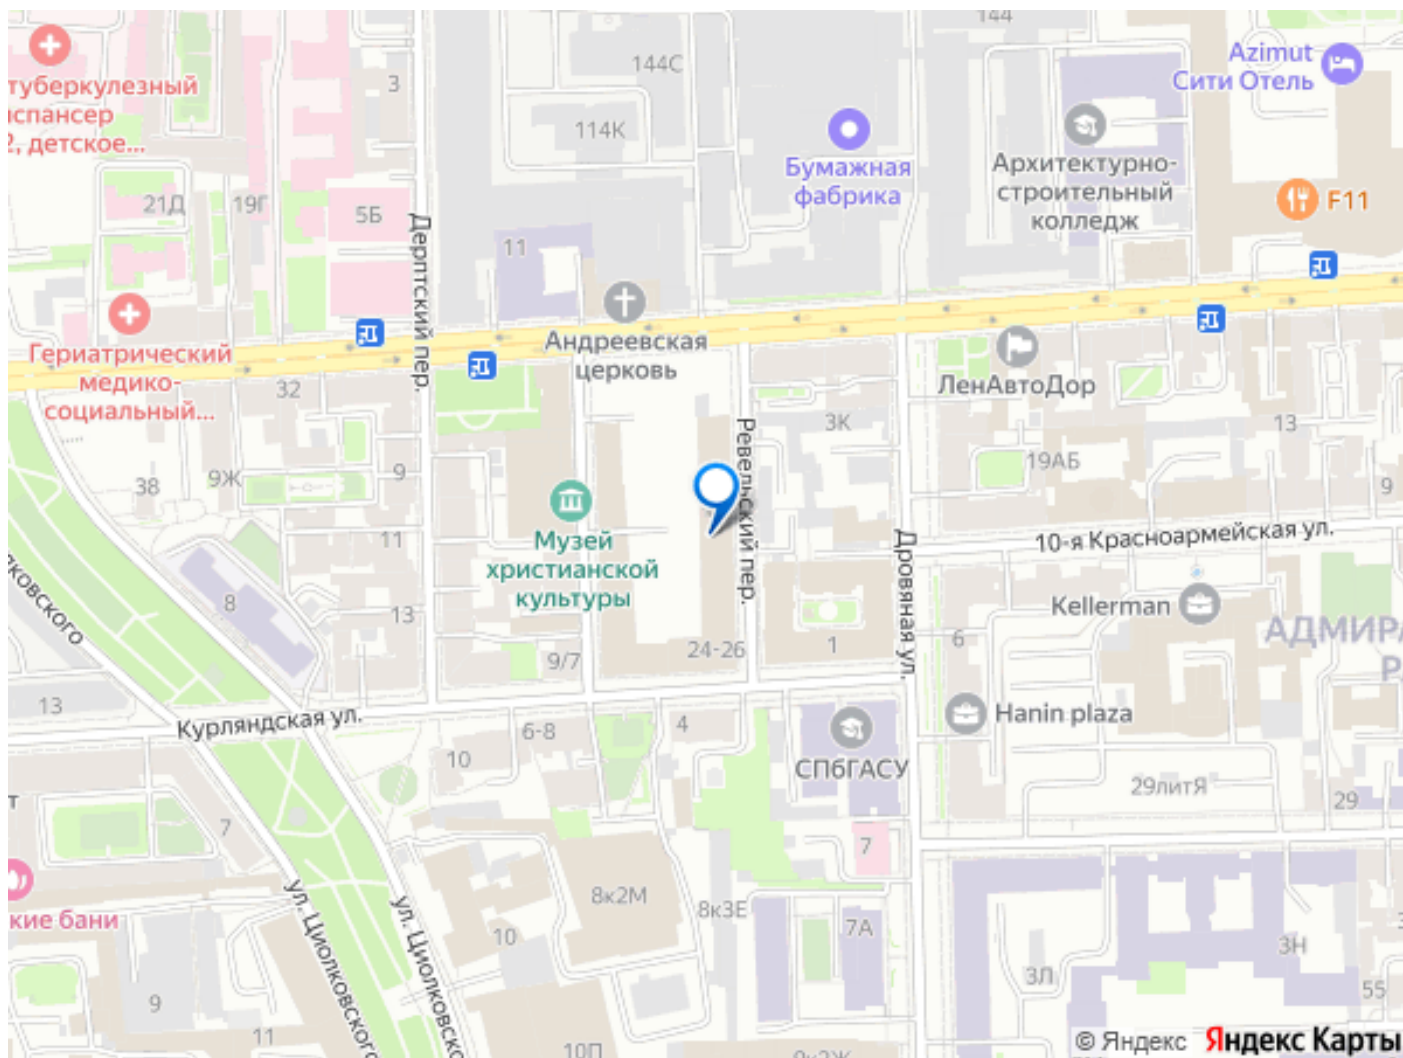 144
144С
Azimut
Сити Отель
туберкулезный
испансер
2, детское...
3
114К
Бумажная
фабрика
Архитектурно-
строительный
колледж
F11
21Д
19Г
5Б
11
Дерптский пер.
Андреевская
церковь
Гериатрический
медико-
социальный...
32
ЛенАвтоДор
3К
13
Ревельский пер.
19АБ
9
38
9Ж
9
11
Музей
христианской
культуры
10-я Красноармейская ул.
Дровяная ул.
Kellerman
АДМИРА
Р
8
13
лковского
24-26
1
6
9/7
13
Курляндская ул.
6-8
4
10
Hanin plaza
СПбГАСУ
29литЯ
29
т
7
7
кие бани
ул. Циолковского
ул. Циолковско
8к2М
8к3Е
7А
10
3Н
3Л
55
9
11
10П
© Яндекс Яндекс Карты